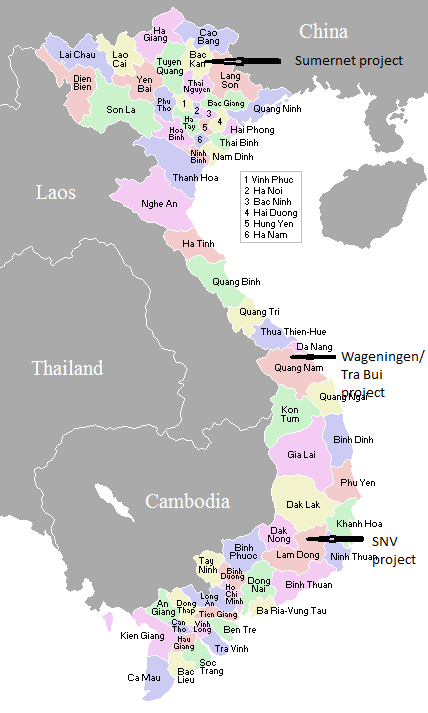 China
Ha
Giang
Cao
Bang
Lai Chau
Lao
Cai
Bac
Kan
Sumernet project
Tuyen
Quang
Dien
Bien
Yen
Bai
Thai
Nguyen
Lang
Son
Son La
Phu
Tho
1
2
3
4
5
6
Bac Giang
Quang Ninh
Ha
Tay
Hoa
Binh
Hai Phong
Thai Binh
Ninh
Binh
Nam Dinh
Thanh Hoa
1 Vinh Phuc
2 Ha Noi
3 Bac Ninh
4 Hai Duong
5 Hung Yen
6 Ha Nam
Laos
Nghe An
Ha Tinh
Quang Binh
Quang Tri
Thua Thien-Hue
Da Nang
Wageningen/
Tra Bui
project
Quang Nam
Thailand
Quang Ngai
Kon
Tum
Binh Dinh
Gia Lai
Phu Yen
Dak Lak
Cambodia
Khanh Hoa
Dak
Nong
SNV
project
Binh
Phuoc
Lam Dong
Ninh Thuan
Tay
Ninh
Binh
Duong
Dong
Nai
Binh Thuan
Ho
Chi
Minh
Long
An
Ba Ria-Vung Tau
An
Giang
Dong
Thap
Tien Giang
Can
Tho
Vinh
Long
Ben Tre
Kien Giang
Hau
Giang
Tra Vinh
Soc
Trang
Ca Mau
Bac
Lieu